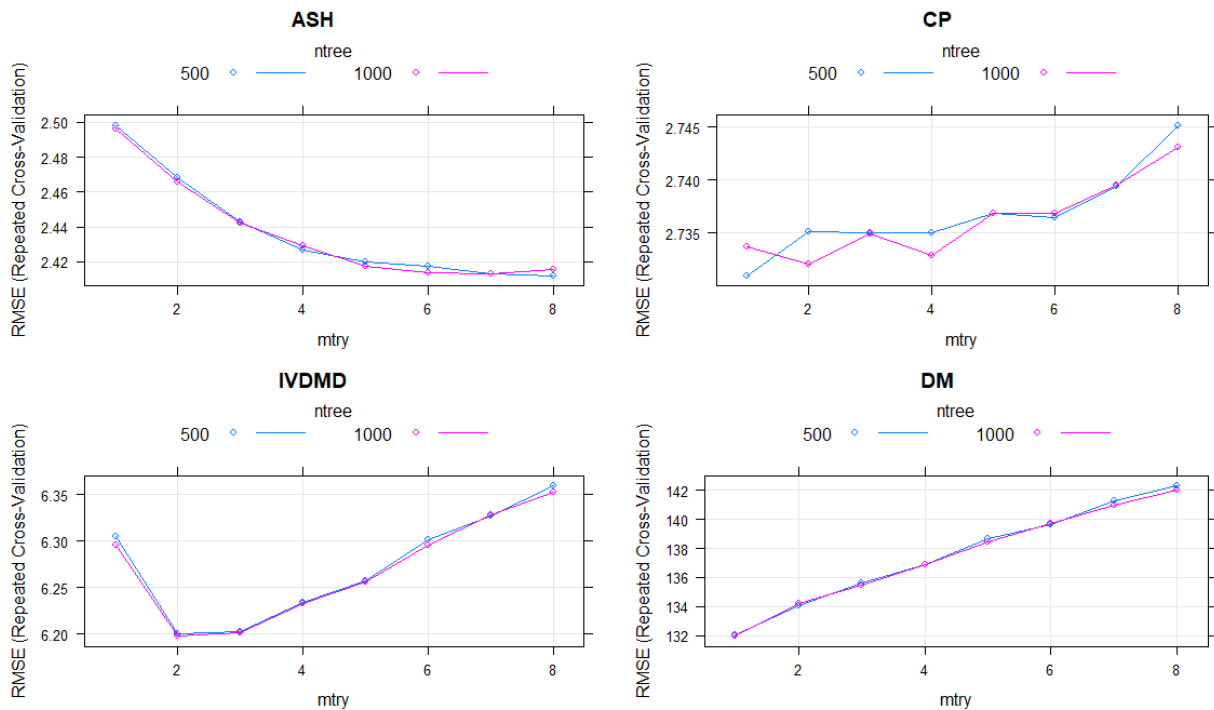 ASH
ntree
500 1000
RMSE (Repeated Cross-Validation)
2.50
2.48
2.46
2.44
2.42
2 4 6 8
mtry
CP
ntree
500 1000
RMSE (Repeated Cross-Validation)
2.745
2.740
2.735
2 4 6 8
mtry
IVDMD
ntree
500 1000
RMSE (Repeated Cross-Validation)
6.35
6.30
6.25
6.20
2 4 6 8
mtry
DM
ntree
500 1000
RMSE (Repeated Cross-Validation)
142
140
138
136
134
132
2 4 6 8
mtry